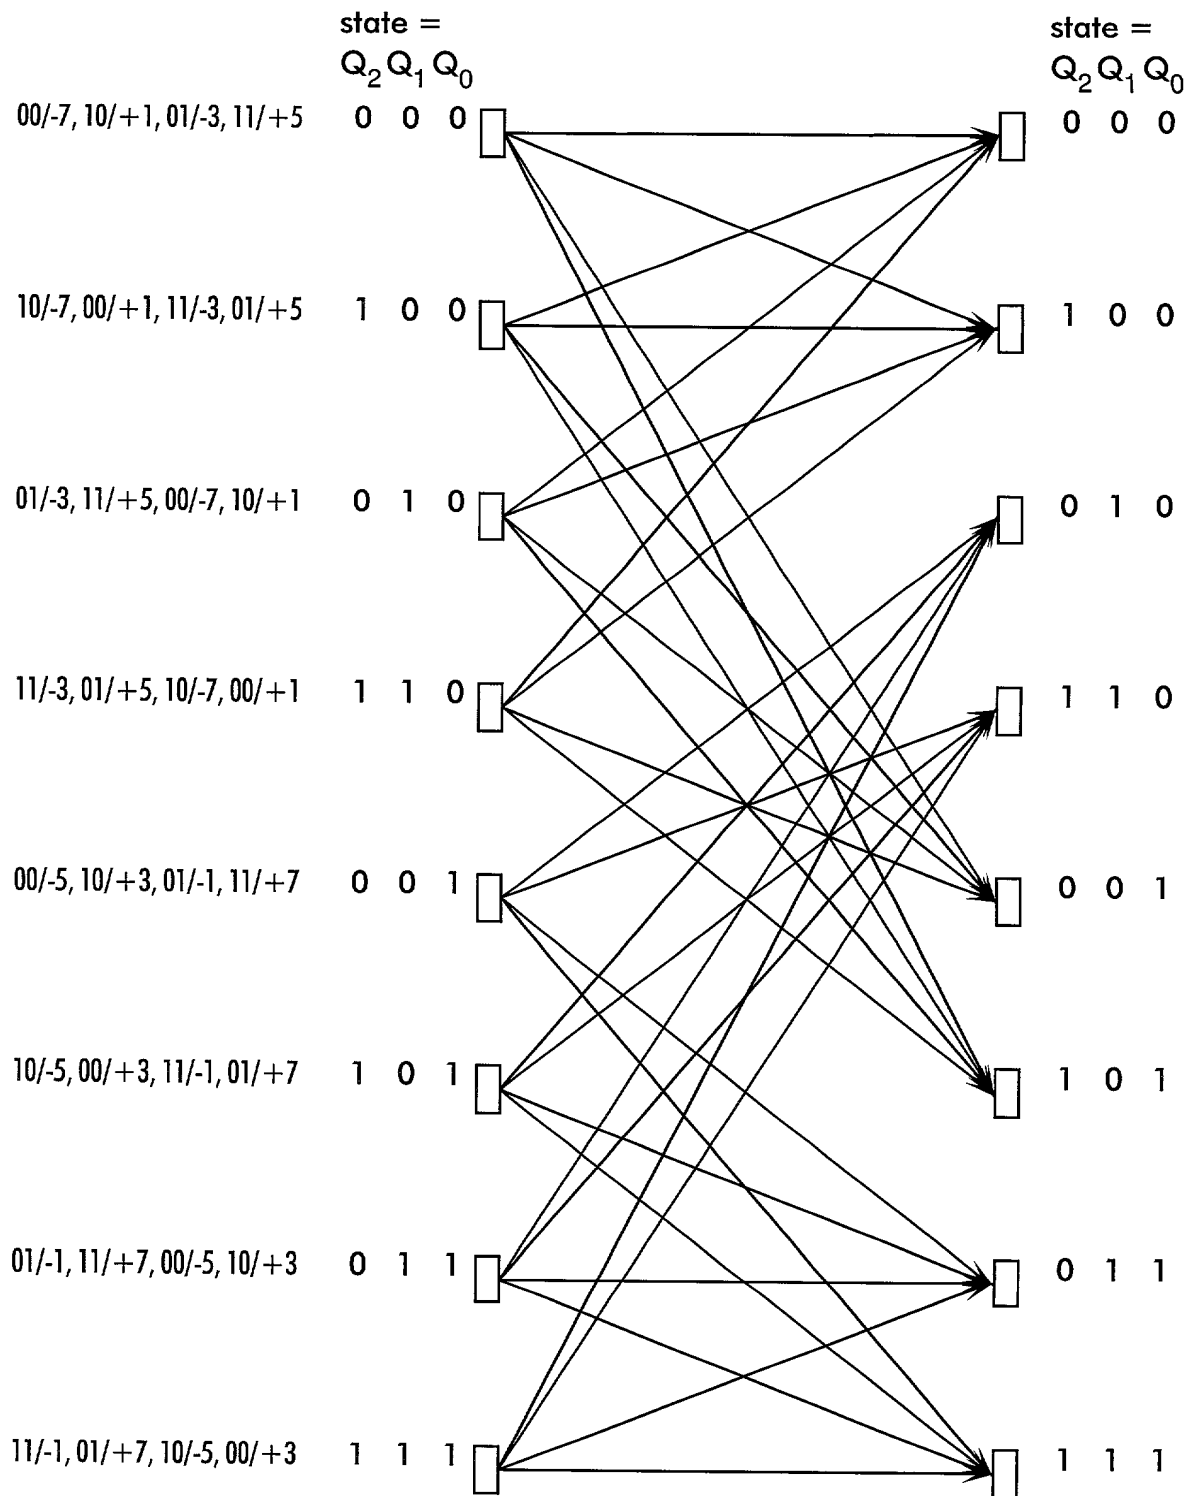 state = state =
Q2 Q1 Q0 Q2 Q1 Q0
00/-7, 10/+1, 01/-3, 11/+5 0 0 0 0 0 0
10/-7, 00/+1, 11/-3, 01/+5 1 0 0 1 0 0
01/-3, 11/+5, 00/-7, 10/+1 0 1 0 0 1 0
11/-3, 01/+5, 10/-7, 00/+1 1 1 0 1 1 0
00/-5, 10/+3, 01/-1, 11/+7 0 0 1 0 0 1
10/-5, 00/+3, 11/-1, 01/+7 1 0 1 1 0 1
01/-1, 11/+7, 00/-5, 10/+3 0 1 1 0 1 1
11/-1, 01/+7, 10/-5, 00/+3 1 1 1 1 1 1